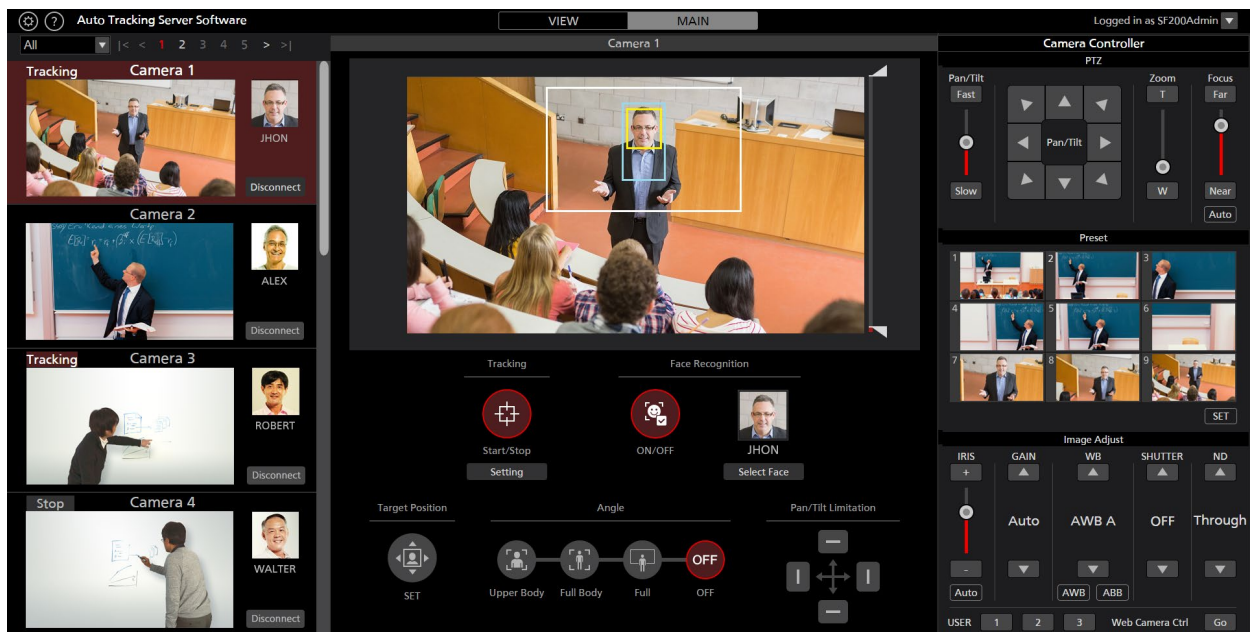 Auto Tracking Server Software
VIEW
MAIN
Logged in as SF200Admin
All
|< < 1 2 3 4 5 > >|
Tracking
Camera 1
JHON
Disconnect
Camera 2
ALEX
Disconnect
Tracking
Camera 3
ROBERT
Disconnect
Stop
Camera 4
WALTER
Disconnect
Camera 1
Tracking
Start/Stop
Setting
Face Recognition
ON/OFF
JHON
Select Face
Target Position
SET
Angle
Upper Body
Full Body
Full
OFF
OFF
Pan/Tilt Limitation
Camera Controller
PTZ
Pan/Tilt
Fast
Slow
Pan/Tilt
Zoom
T
W
Focus
Far
Near
Auto
Preset
1
2
3
4
5
6
7
8
9
SET
Image Adjust
IRIS
+
-
Auto
GAIN
Auto
WB
AWB A
AWB
ABB
SHUTTER
OFF
ND
Through
USER 1 2 3
Web Camera Ctrl Go